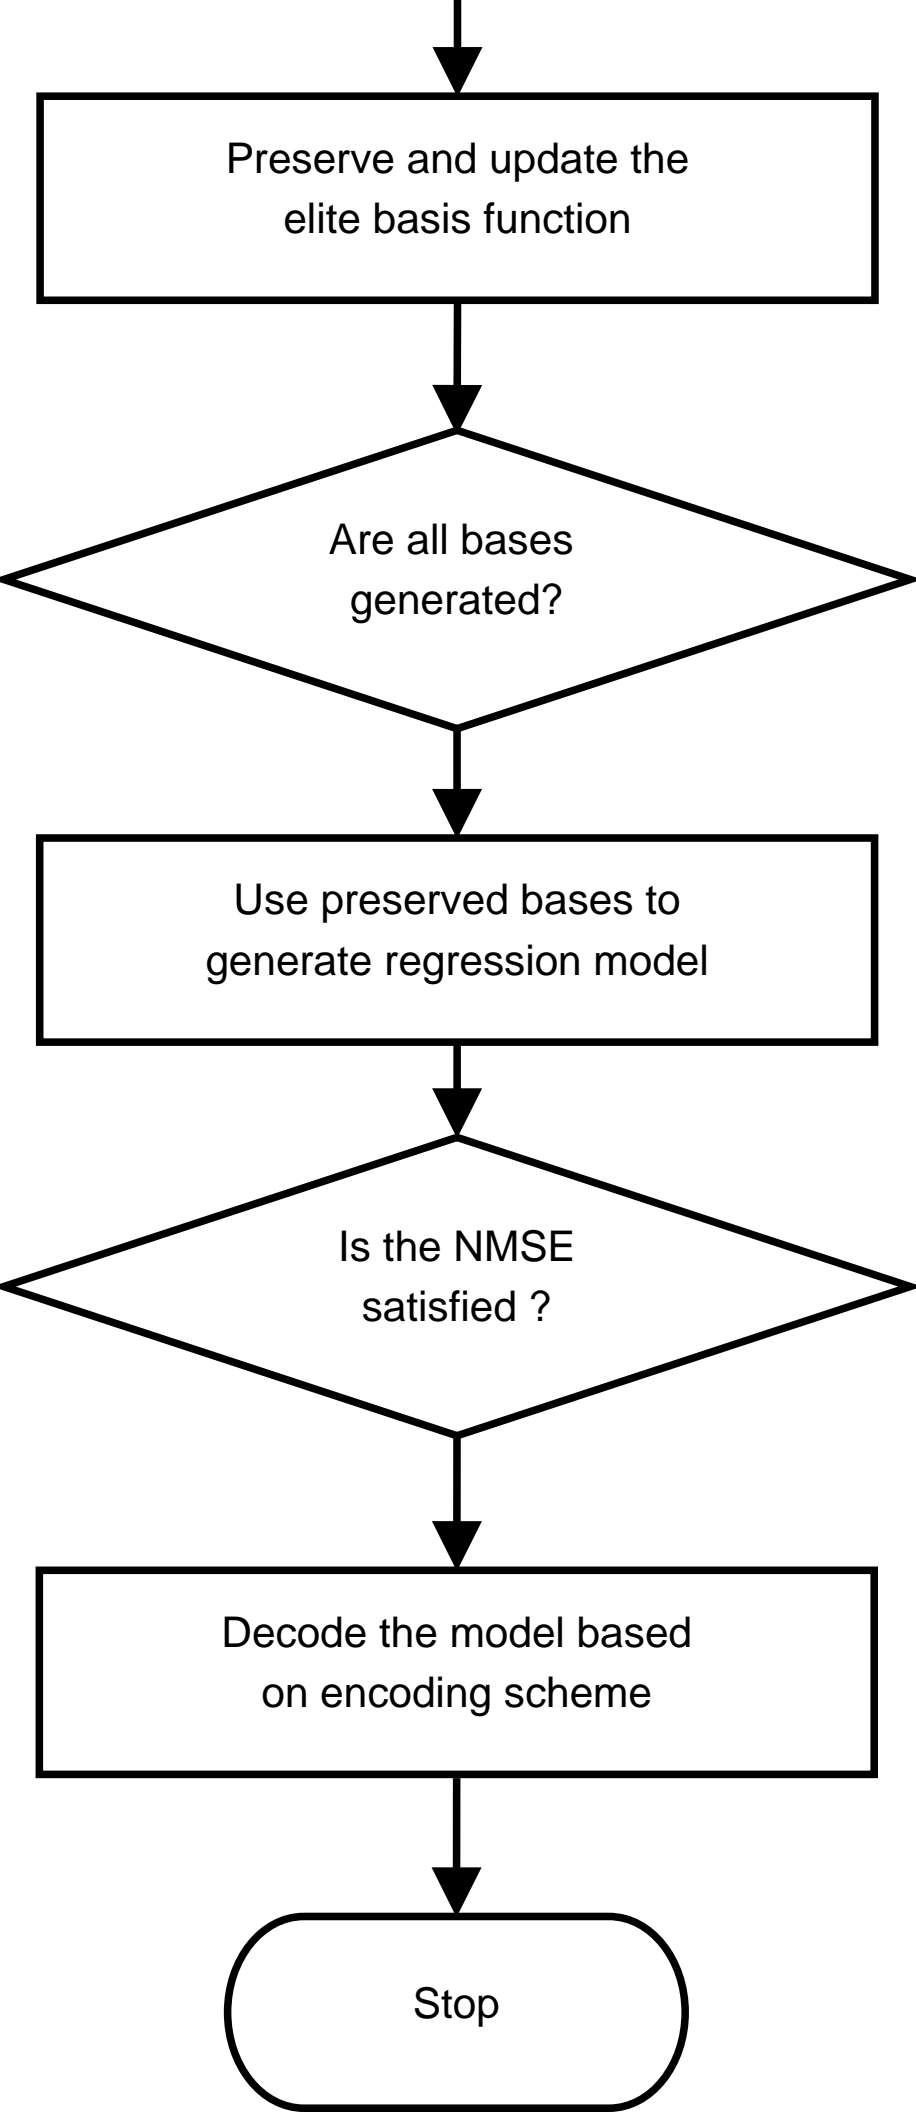 Preserve and update the
elite basis function
Are all bases
generated?
Use preserved bases to
generate regression model
Is the NMSE
satisfied ?
Decode the model based
on encoding scheme
Stop